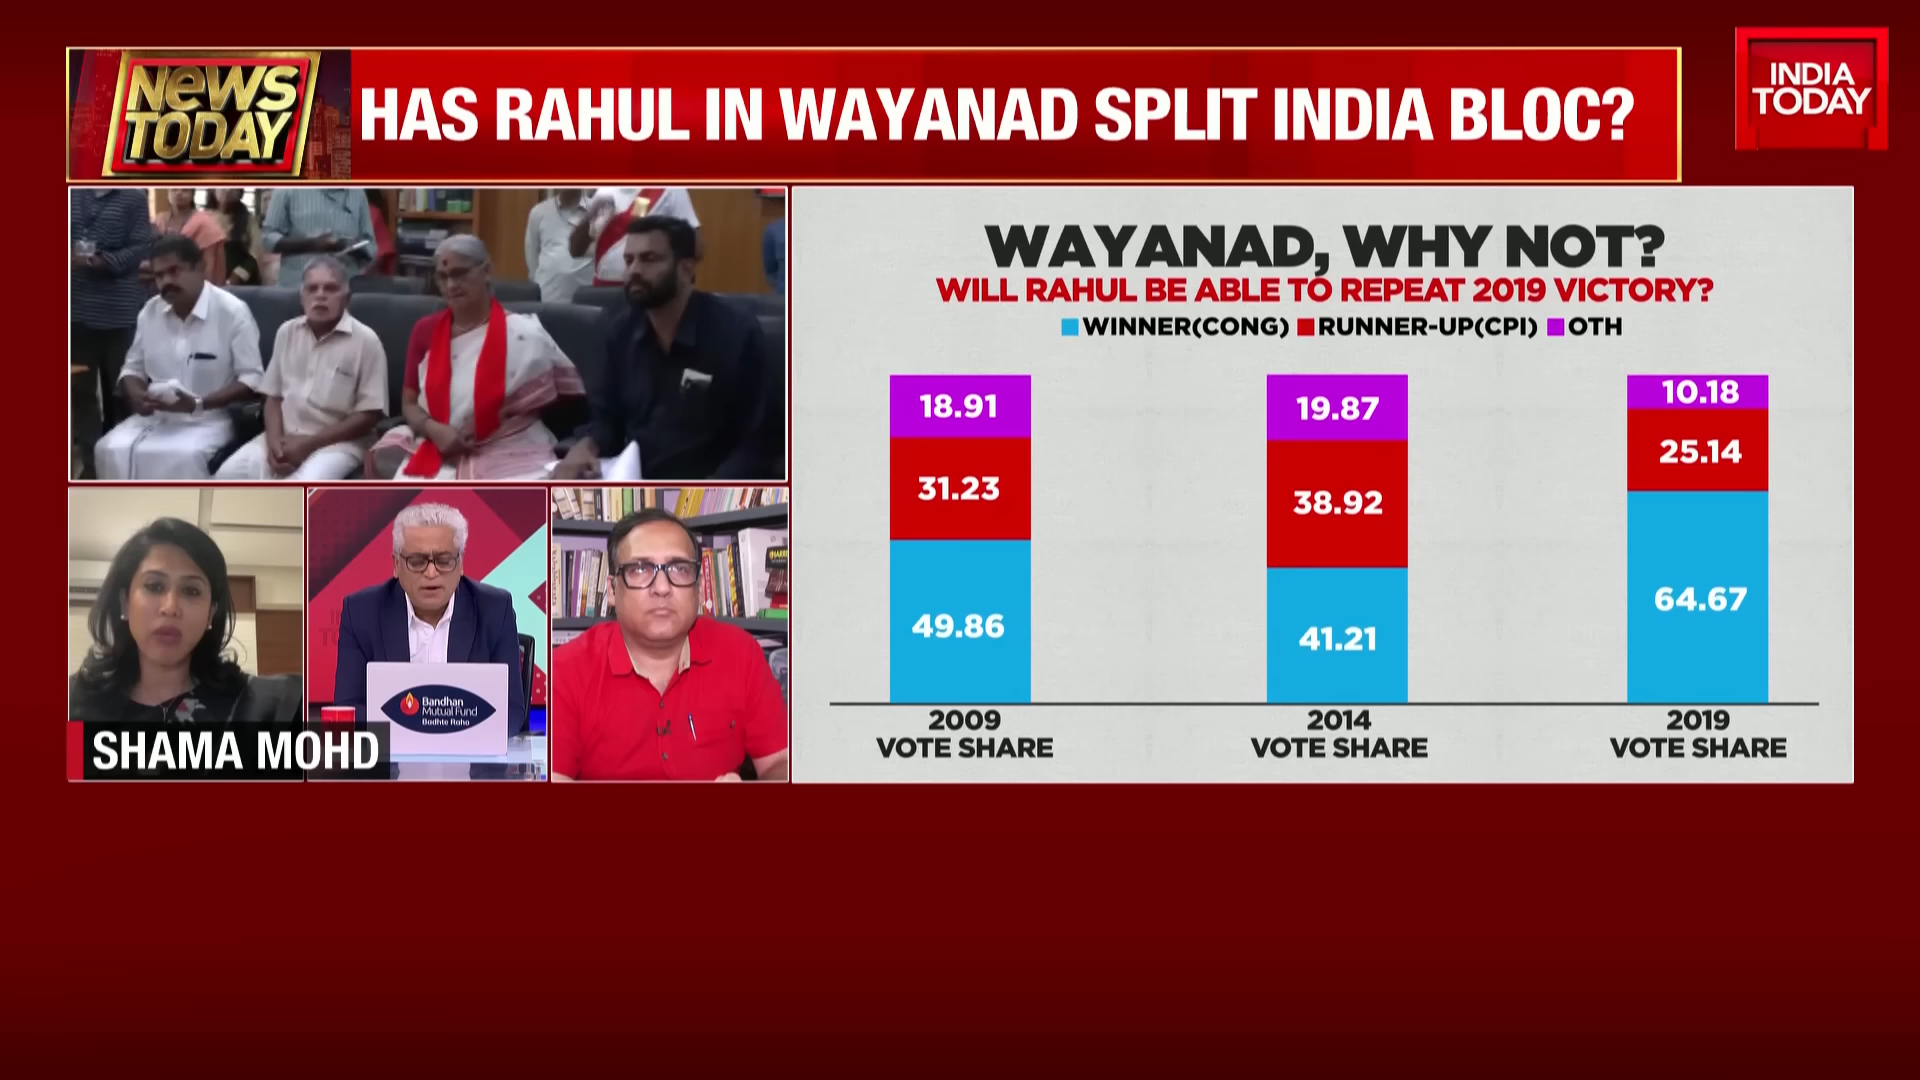 NEWS
TODAY
HAS RAHUL IN WAYANAD SPLIT INDIA BLOC?
INDIA
TODAY
WAYANAD, WHY NOT?
WILL RAHUL BE ABLE TO REPEAT 2019 VICTORY?
WINNER(CONG) RUNNER-UP(CPI) OTH
18.91
31.23
49.86
2009
VOTE SHARE
19.87
38.92
41.21
2014
VOTE SHARE
10.18
25.14
64.67
2019
VOTE SHARE
Bandhan
Mutual Fund
Badhte Raho
SHAMA MOHD